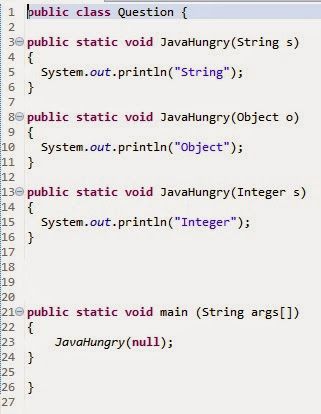 1 public class Question {
2
3 public static void JavaHungry(String s)
4 {
5 System.out.println("String");
6 }
7
8 public static void JavaHungry(Object o)
9 {
10 System.out.println("Object");
11 }
12
13 public static void JavaHungry(Integer s)
14 {
15 System.out.println("Integer");
16 }
17
18
19
20
21 public static void main (String args[])
22 {
23 JavaHungry(null);
24 }
25
26 }
27